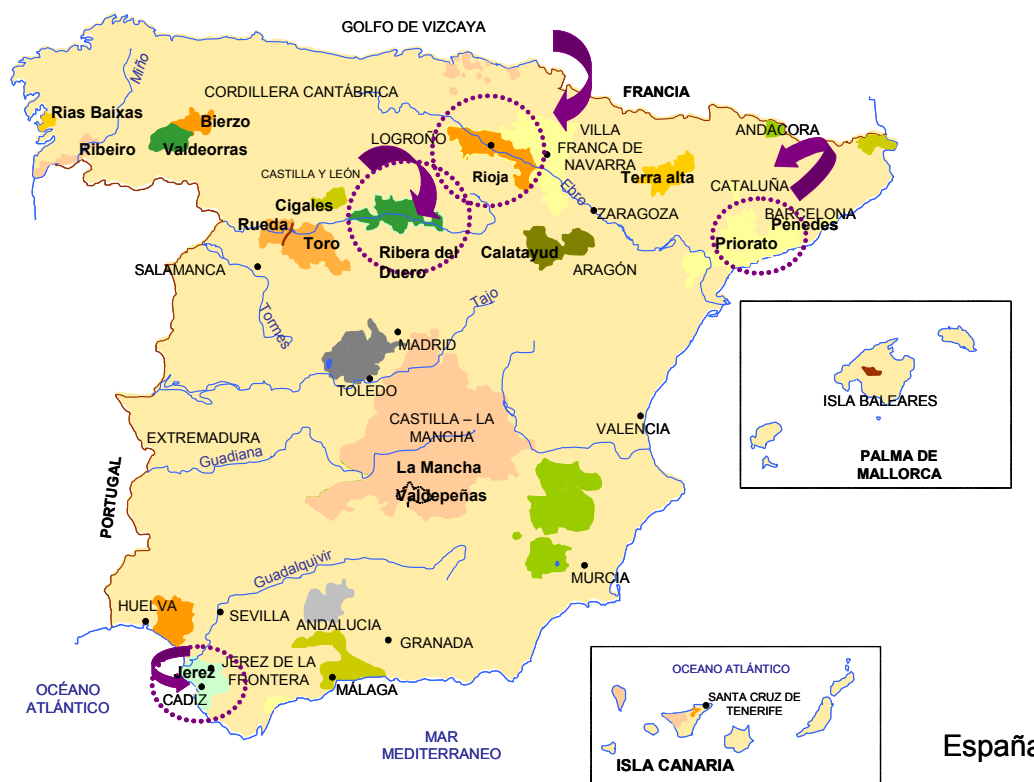 GOLFO DE VIZCAYA
Miño
CORDILLERA CANTÁBRICA
FRANCIA
Rias Baixas
Bierzo
Ribeiro
Valdeorras
LOGROÑO
VILLA
FRANCA DE
NAVARRA
ANDACORA
CASTILLA Y LEÓN
Rioja
Terra alta
CATALUÑA
Cigales
Ebro
ZARAGOZA
BARCELONA
Penedes
Rueda
Toro
Ribera del
Duero
Calatayud
Priorato
SALAMANCA
ARAGÓN
Tormes
Tajo
MADRID
TOLEDO
ISLA BALEARES
CASTILLA – LA
MANCHA
VALENCIA
EXTREMADURA
Guadiana
La Mancha
PALMA DE
MALLORCA
Valdepeñas
PORTUGAL
Guadalquivir
MURCIA
HUELVA
SEVILLA
ANDALUCIA
GRANADA
Jerez
JEREZ DE LA
FRONTERA
CADIZ
MÁLAGA
OCÉANO
ATLÁNTICO
OCEANO ATLÁNTICO
SANTA CRUZ DE
TENERIFE
MAR
MEDITERRANEO
ISLA CANARIA
España